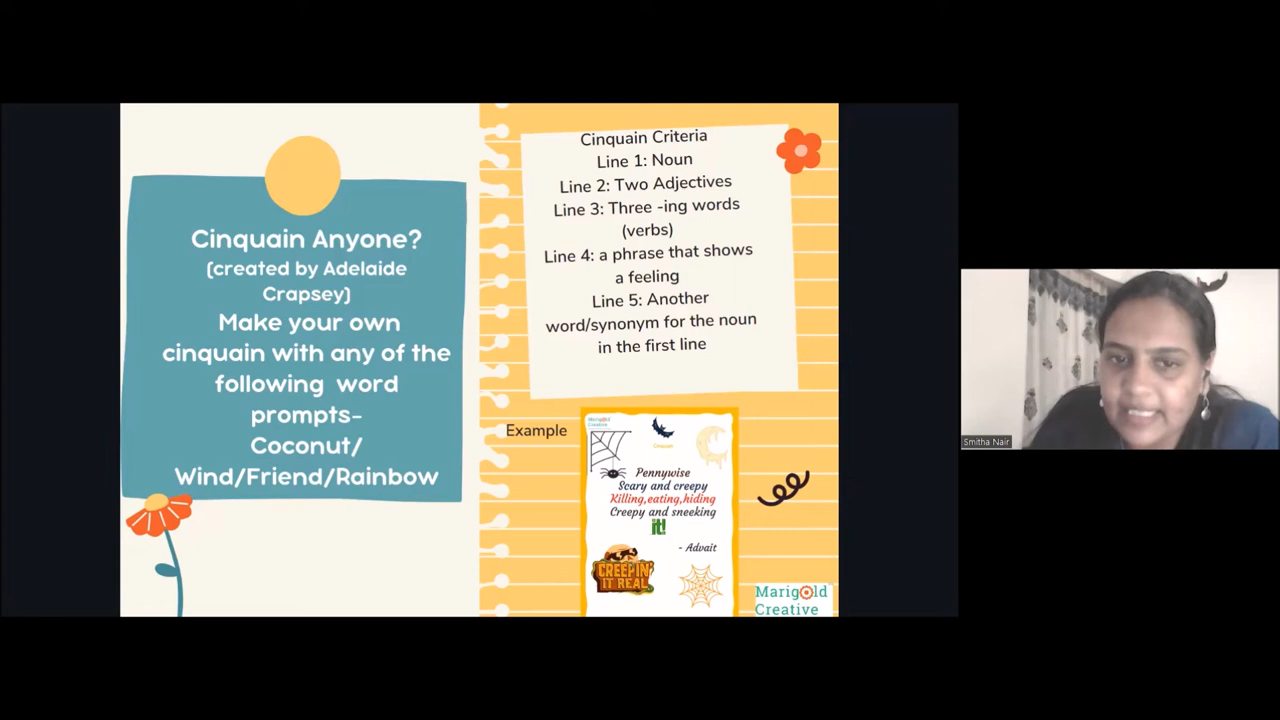 Cinquain Anyone?
(created by Adelaide
Crapsey)
Make your own
cinquain with any of the
following word
prompts-
Coconut/
Wind/Friend/Rainbow
Cinquain Criteria
Line 1: Noun
Line 2: Two Adjectives
Line 3: Three -ing words
(verbs)
Line 4: a phrase that shows
a feeling
Line 5: Another
word/synonym for the noun
in the first line
Example
Marigold
Creative
Cinquain
Pennywise
Scary and creepy
Killing,eating,hiding
Creepy and sneeking
it!
- Advait
CREEPIN'
IT REAL
Marigold
Creative
Smitha Nair